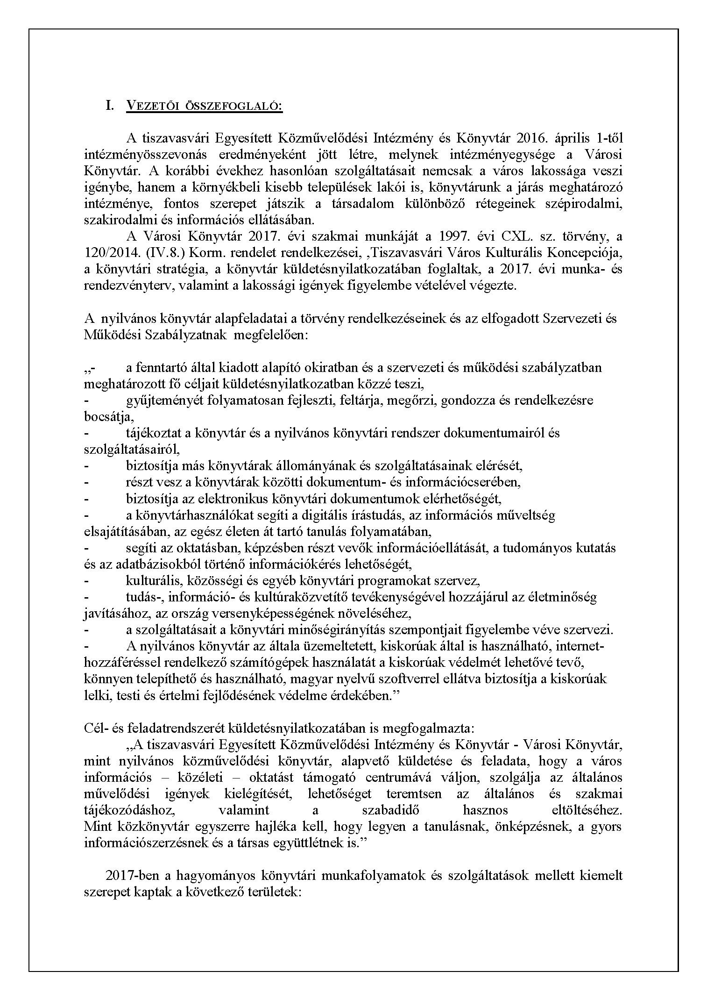 I. VEZETŐI ÖSSZEFOGLALÓ:
A tiszavasvári Egyesített Közművelődési Intézmény és Könyvtár 2016. április 1-től
intézményösszevonás eredményeként jött létre, melynek intézményegysége a Városi
Könyvtár. A korábbi évekhez hasonlóan szolgáltatásait nemcsak a város lakossága veszi
igénybe, hanem a környékbeli kisebb települések lakói is, könyvtárunk a járás meghatározó
intézménye, fontos szerepet játszik a társadalom különböző rétegeinek szépirodalmi,
szakirodalmi és információs ellátásában.
A Városi Könyvtár 2017. évi szakmai munkáját a 1997. évi CXL. sz. törvény, a
120/2014. (IV.8.) Korm. rendelet rendelkezései, ‚Tiszavasvári Város Kulturális Koncepciója,
a könyvtári stratégia, a könyvtár küldetésnyilatkozatában foglaltak, a 2017. évi munka- és
rendezvényterv, valamint a lakossági igények figyelembe vételével végezte.
A nyilvános könyvtár alapfeladatai a törvény rendelkezéseinek és az elfogadott Szervezeti és
Működési Szabályzatnak megfelelően:
„- a fenntartó által kiadott alapító okiratban és a szervezeti és működési szabályzatban
meghatározott fő céljait küldetésnyilatkozatban közzé teszi,
- gyűjteményét folyamatosan fejleszti, feltárja, megőrzi, gondozza és rendelkezésre
bocsátja,
- tájékoztat a könyvtár és a nyilvános könyvtári rendszer dokumentumairól és
szolgáltatásairól,
- biztosítja más könyvtárak állományának és szolgáltatásainak elérését,
- részt vesz a könyvtárak közötti dokumentum- és információcserében,
- biztosítja az elektronikus könyvtári dokumentumok elérhetőségét,
- a könyvtárhasználókat segíti a digitális írástudás, az információs műveltség
elsajátításában, az egész életen át tartó tanulás folyamatában,
- segíti az oktatásban, képzésben részt vevők információellátását, a tudományos kutatás
és az adatbázisokból történő információkérés lehetőségét,
- kulturális, közösségi és egyéb könyvtári programokat szervez,
- tudás-, információ- és kultúraközvetítő tevékenységével hozzájárul az életminőség
javításához, az ország versenyképességének növeléséhez,
- a szolgáltatásait a könyvtári minőségirányítás szempontjait figyelembe véve szervezi.
- A nyilvános könyvtár az általa üzemeltetett, kiskorúak által is használható, internet-
hozzáféréssel rendelkező számítógépek használatát a kiskorúak védelmét lehetővé tevő,
könnyen telepíthető és használható, magyar nyelvű szoftverrel ellátva biztosítja a kiskorúak
lelki, testi és értelmi fejlődésének védelme érdekében.”
Cél- és feladatrendszerét küldetésnyilatkozatában is megfogalmazta:
„A tiszavasvári Egyesített Közművelődési Intézmény és Könyvtár - Városi Könyvtár,
mint nyilvános közművelődési könyvtár, alapvető küldetése és feladata, hogy a város
információs – közéleti – oktatást támogató centrumává váljon, szolgálja az általános
művelődési igények kielégítését, lehetőséget teremtsen az általános és szakmai
tájékozódáshoz, valamint a szabadidő hasznos eltöltéséhez.
Mint közkönyvtár egyszerre hajléka kell, hogy legyen a tanulásnak, önképzésnek, a gyors
információszerzésnek és a társas együttlétnek is.”
2017-ben a hagyományos könyvtári munkafolyamatok és szolgáltatások mellett kiemelt
szerepet kaptak a következő területek: